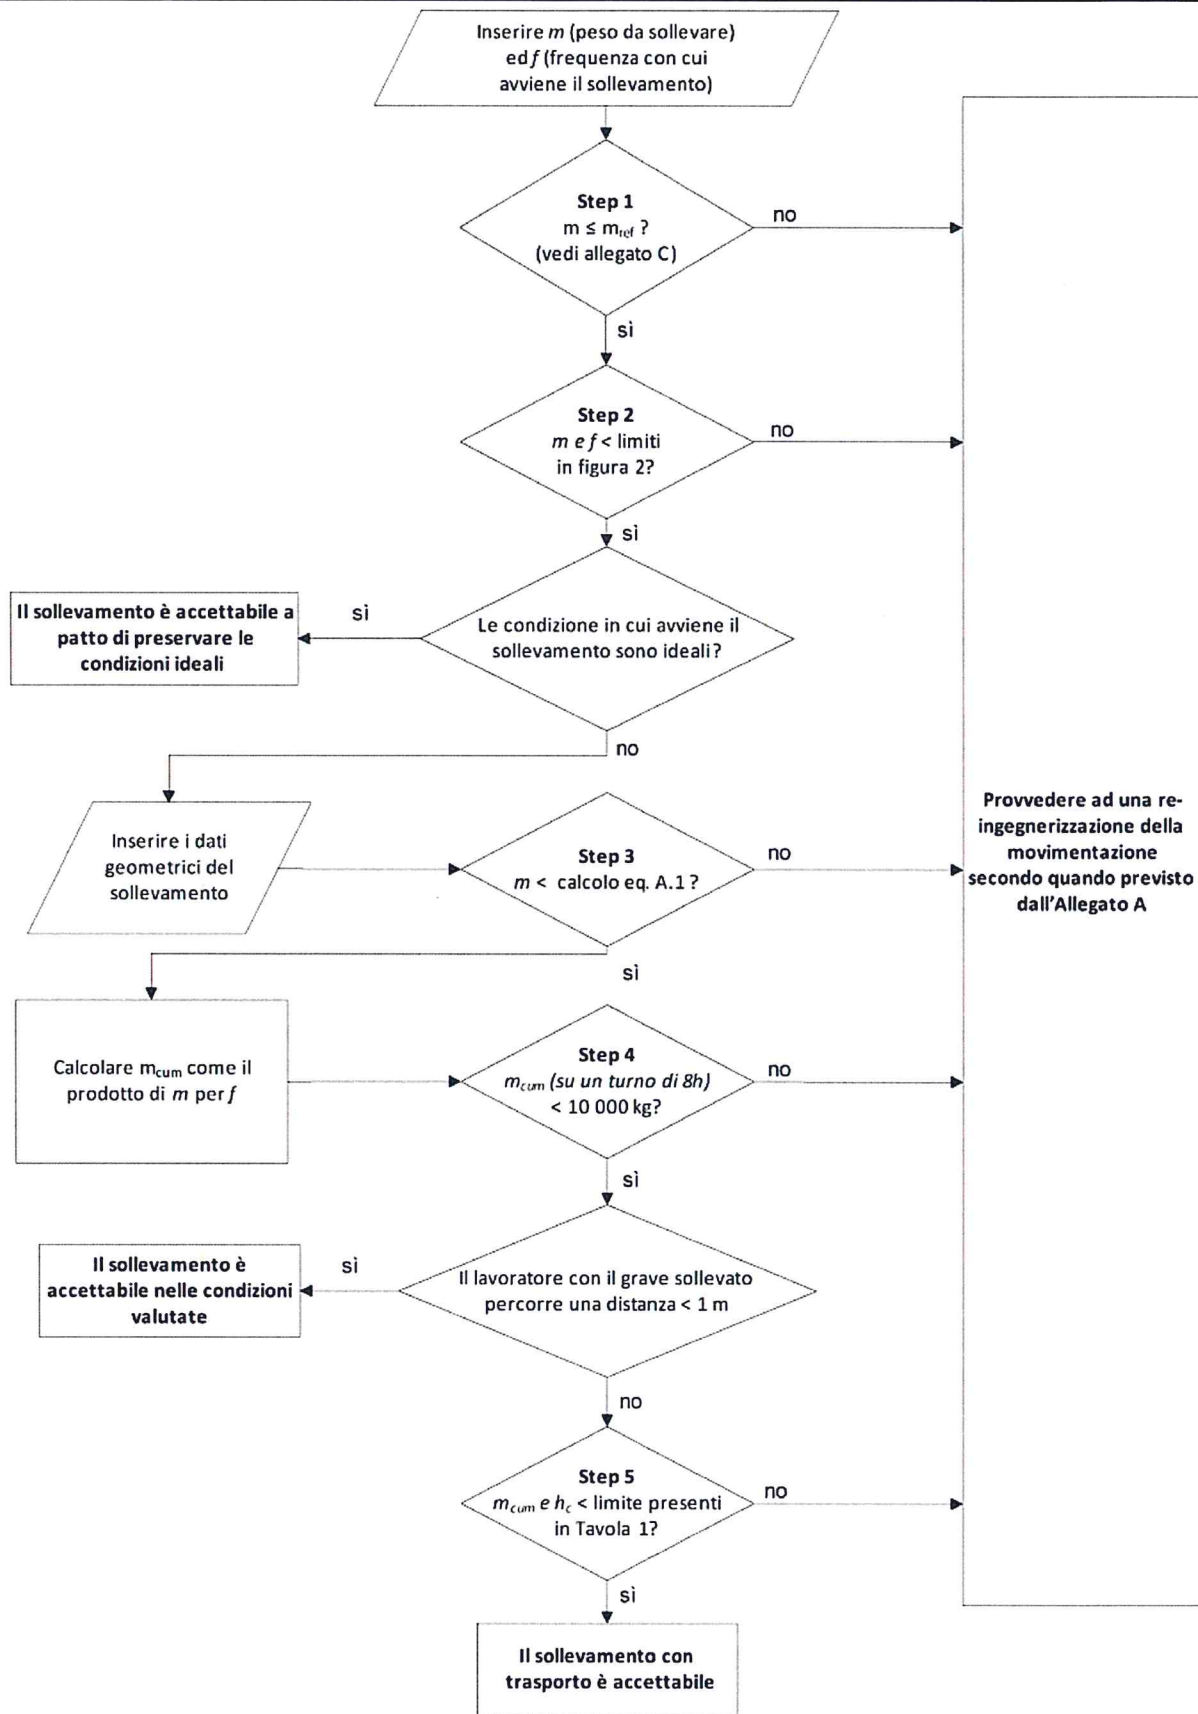 Inserire m (peso da sollevare)
ed f (frequenza con cui
avviene il sollevamento)
Step 1
m ≤ mref ?
(vedi allegato C)
no
sì
Step 2
m e f < limiti
in figura 2?
no
sì
Le condizione in cui avviene il
sollevamento sono ideali?
sì
Il sollevamento è accettabile a
patto di preservare le
condizioni ideali
no
Inserire i dati
geometrici del
sollevamento
Step 3
m < calcolo eq. A.1 ?
no
sì
Provvedere ad una re-
ingegnerizzazione della
movimentazione
secondo quando previsto
dall'Allegato A
Calcolare mcum come il
prodotto di m per f
Step 4
mcum (su un turno di 8h)
< 10 000 kg?
no
sì
Il lavoratore con il grave sollevato
percorre una distanza < 1 m
sì
Il sollevamento è
accettabile nelle condizioni
valutate
no
Step 5
mcum e hc < limite presenti
in Tavola 1?
no
sì
Il sollevamento con
trasporto è accettabile